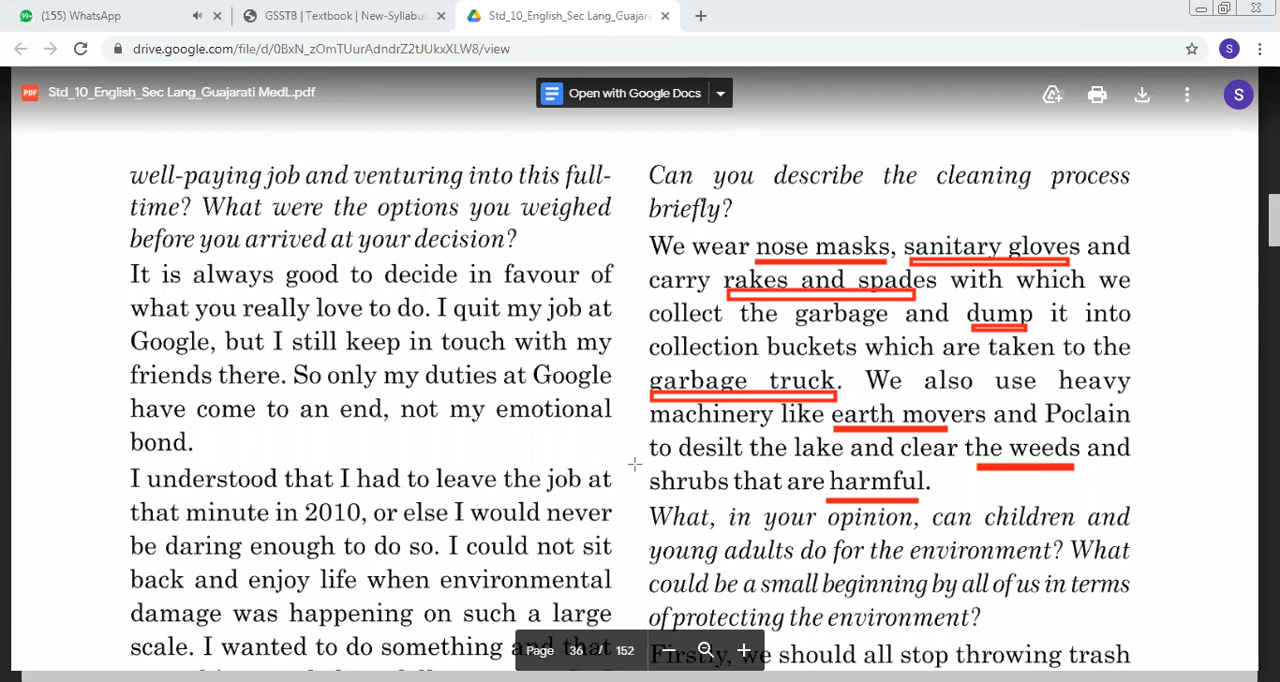 (155) WhatsApp
GSSTB | Textbook | New-Syllabus
Std_10_English_Sec Lang_Guajara
drive.google.com/file/d/0BxN_zOmTUurAdndrZ2tJUkxXLW8/view
S
PDF
Std_10_English_Sec Lang_Guajarati MedL.pdf
Open with Google Docs
S
well-paying job and venturing into this full-
time? What were the options you weighed
before you arrived at your decision?
It is always good to decide in favour of
what you really love to do. I quit my job at
Google, but I still keep in touch with my
friends there. So only my duties at Google
have come to an end, not my emotional
bond.
I understood that I had to leave the job at
that minute in 2010, or else I would never
be daring enough to do so. I could not sit
back and enjoy life when environmental
damage was happening on such a large
scale. I wanted to do something and that
Can you describe the cleaning process
briefly?
We wear nose masks, sanitary gloves and
carry rakes and spades with which we
collect the garbage and dump it into
collection buckets which are taken to the
garbage truck. We also use heavy
machinery like earth movers and Poclain
to desilt the lake and clear the weeds and
shrubs that are harmful.
What, in your opinion, can children and
young adults do for the environment? What
could be a small beginning by all of us in terms
of protecting the environment?
Firstly, we should all stop throwing trash
Page 36 / 152